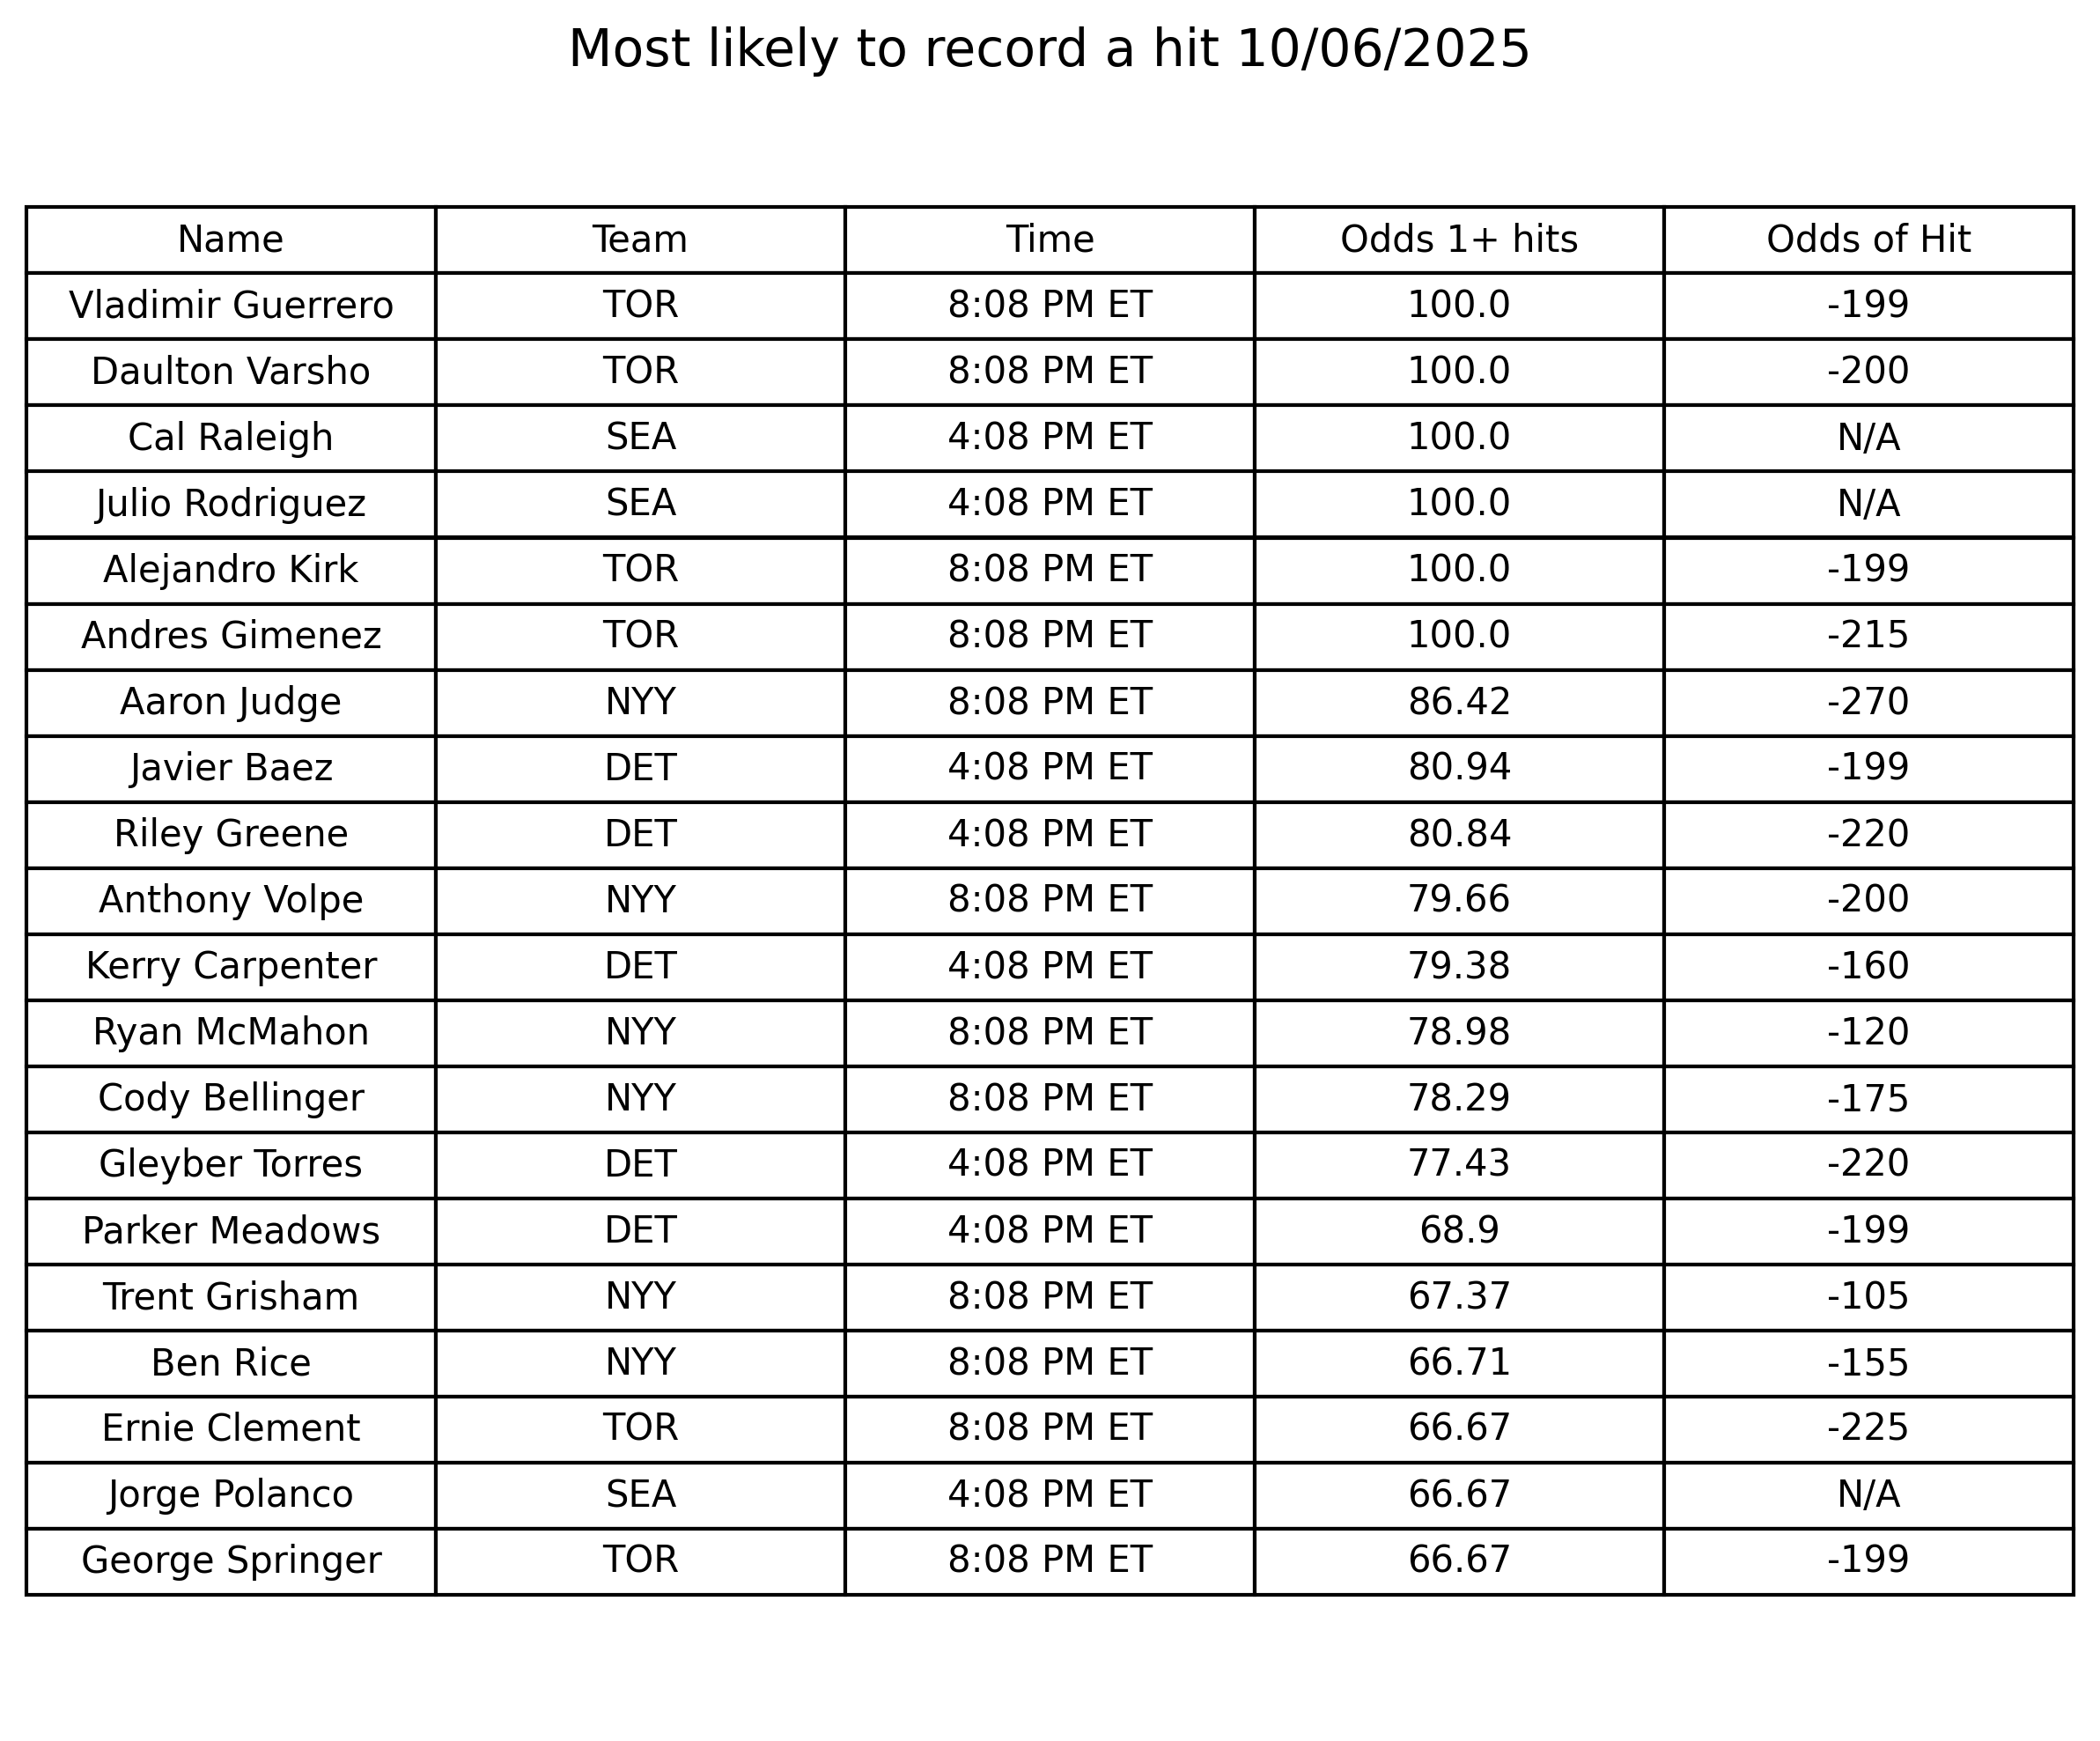 Most likely to record a hit 10/06/2025
Name Team Time Odds 1+ hits Odds of Hit
Vladimir Guerrero TOR 8:08 PM ET 100.0 -199
Daulton Varsho TOR 8:08 PM ET 100.0 -200
Cal Raleigh SEA 4:08 PM ET 100.0 N/A
Julio Rodriguez SEA 4:08 PM ET 100.0 N/A
Alejandro Kirk TOR 8:08 PM ET 100.0 -199
Andres Gimenez TOR 8:08 PM ET 100.0 -215
Aaron Judge NYY 8:08 PM ET 86.42 -270
Javier Baez DET 4:08 PM ET 80.94 -199
Riley Greene DET 4:08 PM ET 80.84 -220
Anthony Volpe NYY 8:08 PM ET 79.66 -200
Kerry Carpenter DET 4:08 PM ET 79.38 -160
Ryan McMahon NYY 8:08 PM ET 78.98 -120
Cody Bellinger NYY 8:08 PM ET 78.29 -175
Gleyber Torres DET 4:08 PM ET 77.43 -220
Parker Meadows DET 4:08 PM ET 68.9 -199
Trent Grisham NYY 8:08 PM ET 67.37 -105
Ben Rice NYY 8:08 PM ET 66.71 -155
Ernie Clement TOR 8:08 PM ET 66.67 -225
Jorge Polanco SEA 4:08 PM ET 66.67 N/A
George Springer TOR 8:08 PM ET 66.67 -199